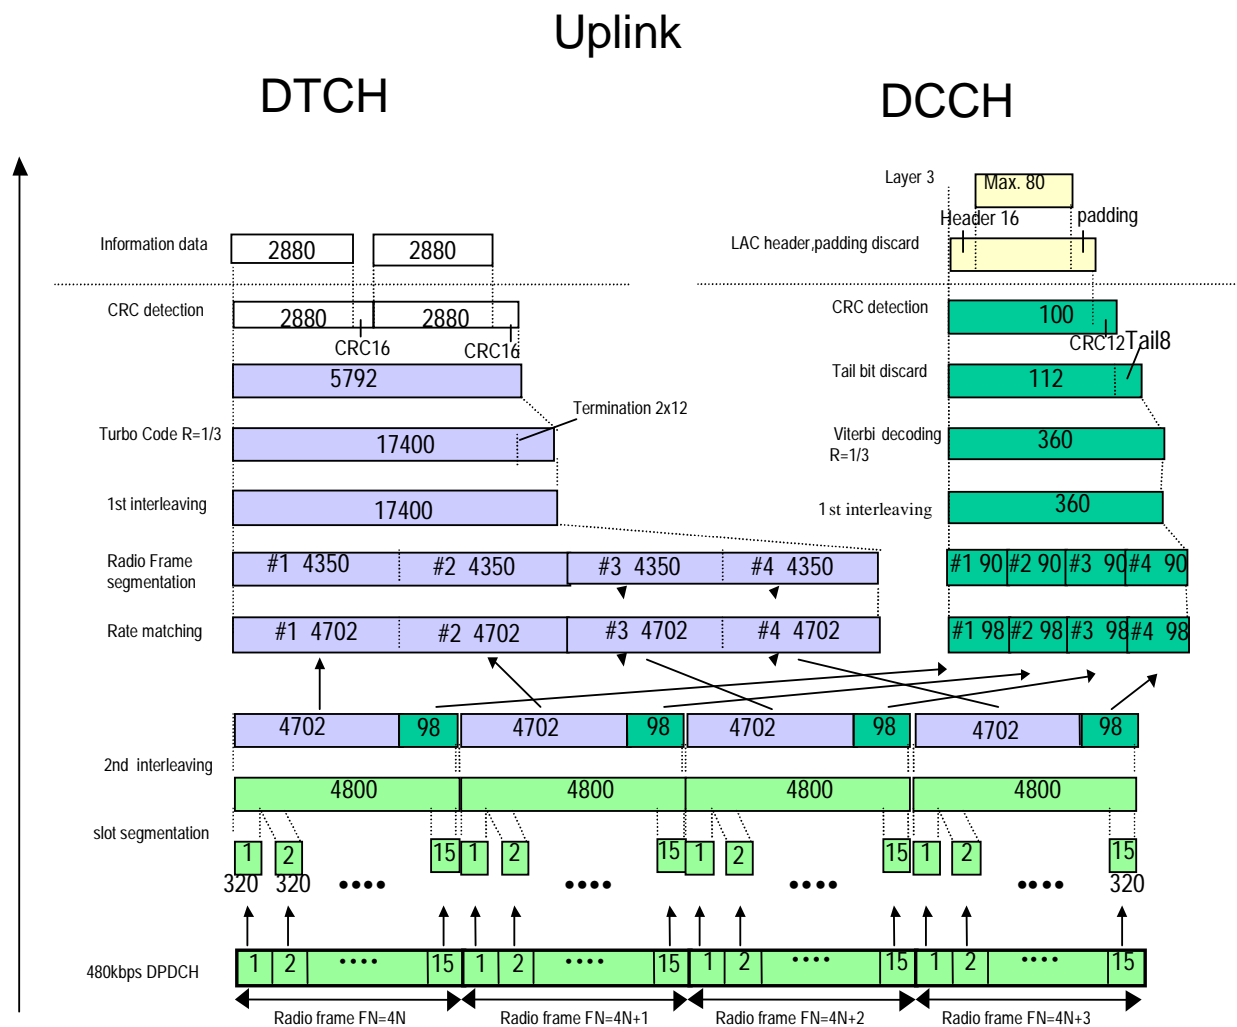 Uplink
DTCH
DCCH
Layer 3
Max. 80
Header 16
padding
Information data
2880 2880
LAC header,padding discard
CRC detection
2880 2880
CRC16
CRC16
CRC detection
100
CRC12
Tail8
5792
Tail bit discard
112
Termination 2x12
Turbo Code R=1/3
17400
Viterbi decoding
R=1/3
360
1st interleaving
17400
1st interleaving
360
Radio Frame
segmentation
#1 4350 #2 4350 #3 4350 #4 4350
#1 90 #2 90 #3 90 #4 90
Rate matching
#1 4702 #2 4702 #3 4702 #4 4702
#1 98 #2 98 #3 98 #4 98
4702 98 4702 98 4702 98 4702 98
2nd interleaving
4800 4800 4800 4800
slot segmentation
1 2 15 1 2 15 1 2 15 1 2 15
320 320 •••• •••• •••• •••• 320
480kbps DPDCH
1 2 •••• 15 1 2 •••• 15 1 2 •••• 15 1 2 •••• 15
Radio frame FN=4N Radio frame FN=4N+1 Radio frame FN=4N+2 Radio frame FN=4N+3